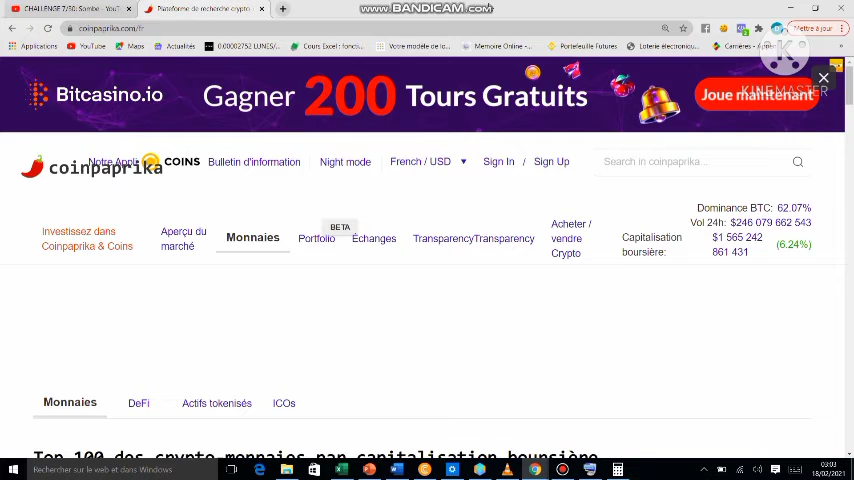 CHALLENGE 7/30: Sombe - YouTu
Plateforme de recherche crypto
WWW.BANDICAM.COM
coinpaprika.com/fr
Mettre à jour
Applications
YouTube
Maps
Actualités
0.00002752 LUNES/...
Cours Excel : foncti...
Votre modèle de lo...
Memoire Online -...
Portefeuille Futures
Loterie électroniqu...
Bitcasino.io
Gagner 200 Tours Gratuits
Joue maintenant
KINEMASTER
coinpaprika
Notre Appli
COINS
Bulletin d'information
Night mode
French / USD
Sign In / Sign Up
Search in coinpaprika...
Investissez dans
Coinpaprika & Coins
Aperçu du
marché
Monnaies
BETA
Portfolio
Échanges
TransparencyTransparency
Acheter /
vendre
Crypto
Dominance BTC: 62.07%
Vol 24h: $246 079 662 543
Capitalisation
boursière:
$1 565 242
861 431
(6.24%)
Monnaies
DeFi
Actifs tokenisés
ICOs
Top 100 des crypto-monnaies par capitalisation boursière
Rechercher sur le web et dans Windows
03:03
18/02/2021